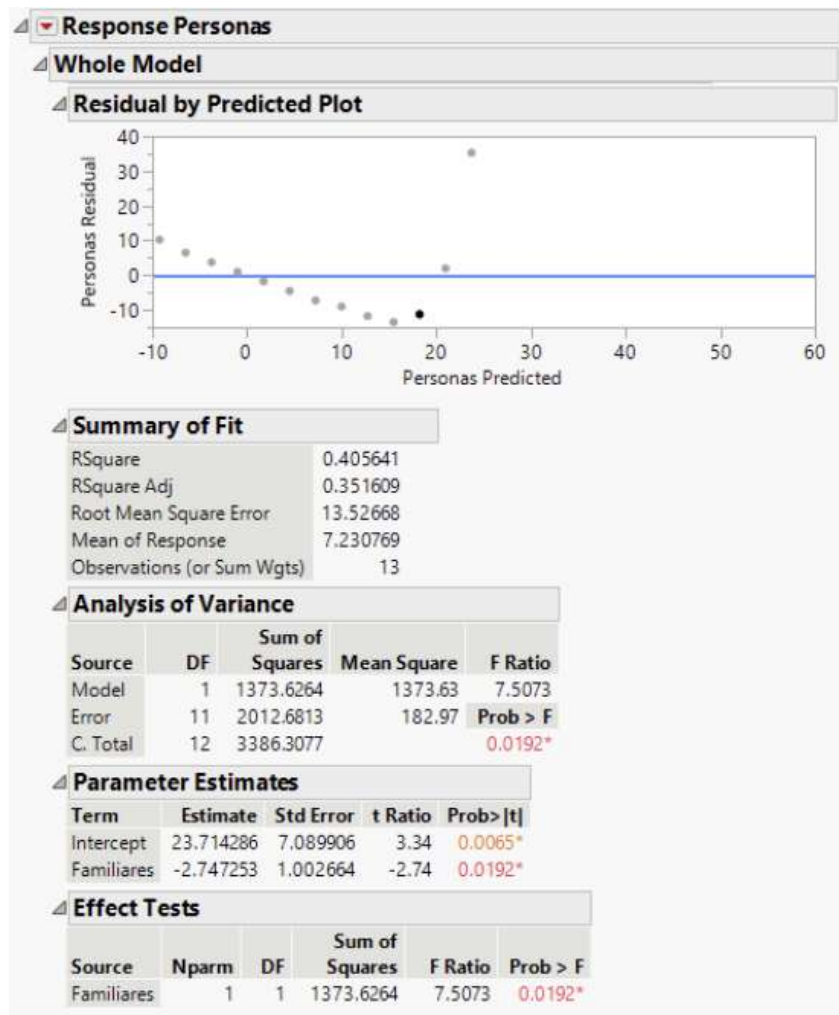 Response Personas
Whole Model
Residual by Predicted Plot
40
30
20
10
0
-10
Personas Residual
-10 0 10 20 30 40 50 60
Personas Predicted
Summary of Fit
RSquare 0.405641
RSquare Adj 0.351609
Root Mean Square Error 13.52668
Mean of Response 7.230769
Observations (or Sum Wgts) 13
Analysis of Variance
Sum of
Source DF Squares Mean Square F Ratio
Model 1 1373.6264 1373.63 7.5073
Error 11 2012.6813 182.97 Prob > F
C. Total 12 3386.3077 0.0192*
Parameter Estimates
Term Estimate Std Error t Ratio Prob>|t|
Intercept 23.714286 7.089906 3.34 0.0065*
Familiares -2.747253 1.002664 -2.74 0.0192*
Effect Tests
Sum of
Source Nparm DF Squares F Ratio Prob > F
Familiares 1 1 1373.6264 7.5073 0.0192*